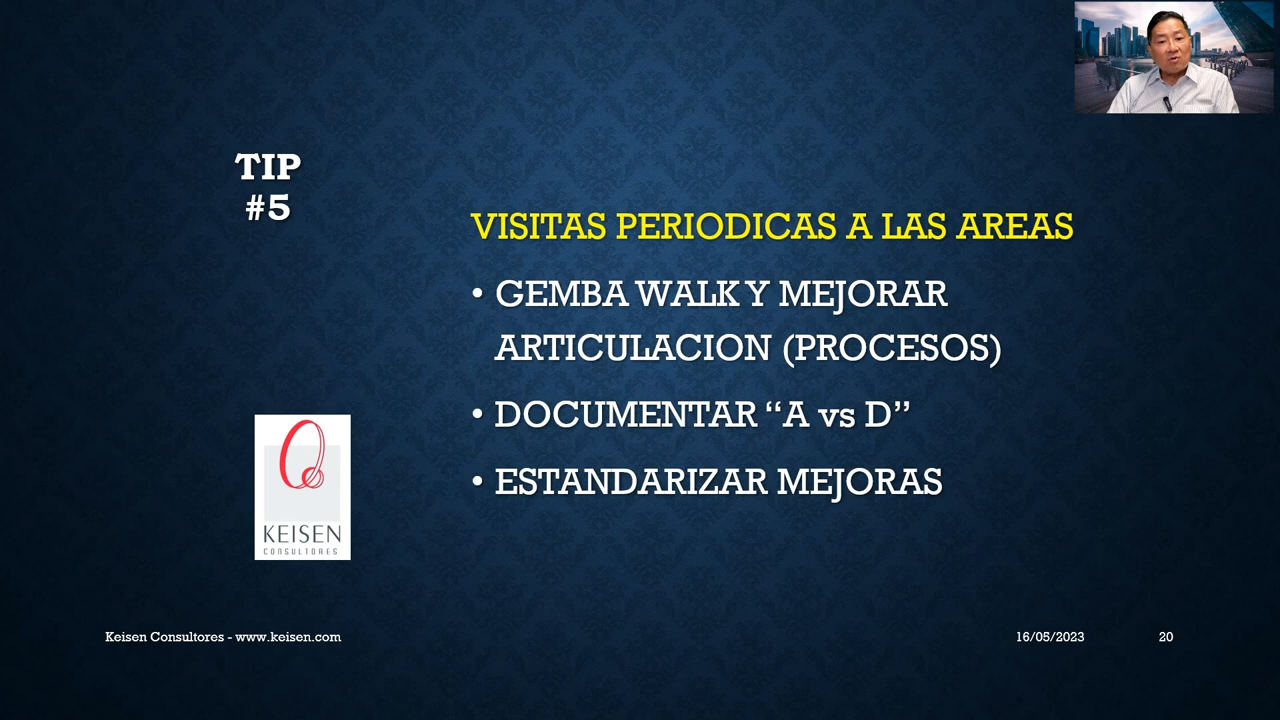 TIP
#5
VISITAS PERIODICAS A LAS AREAS
• GEMBA WALK Y MEJORAR
ARTICULACION (PROCESOS)
• DOCUMENTAR “A vs D”
• ESTANDARIZAR MEJORAS
KEISEN
CONSULTORES
Keisen Consultores - www.keisen.com
16/05/2023
20